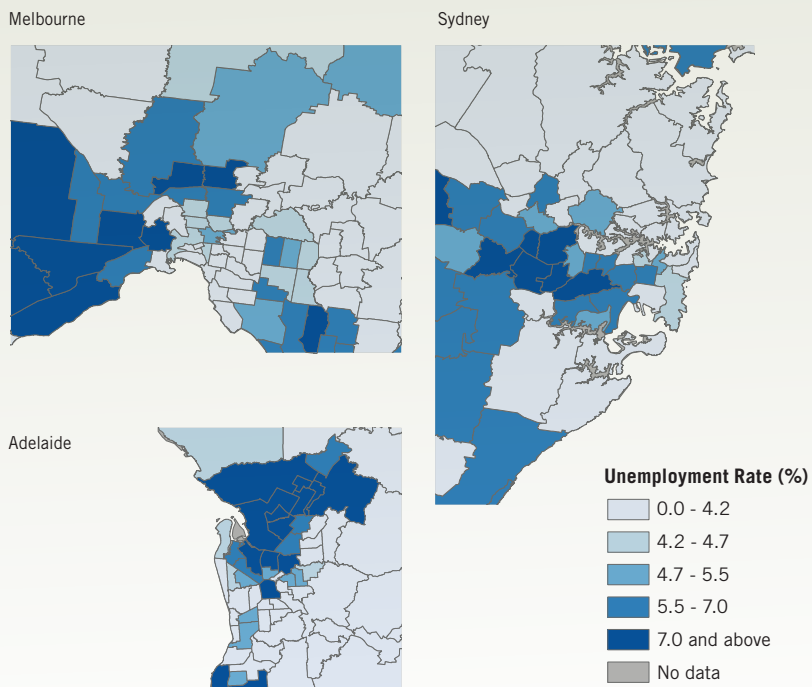 Melbourne
Sydney
Adelaide
Unemployment Rate (%)
0.0 - 4.2
4.2 - 4.7
4.7 - 5.5
5.5 - 7.0
7.0 and above
No data